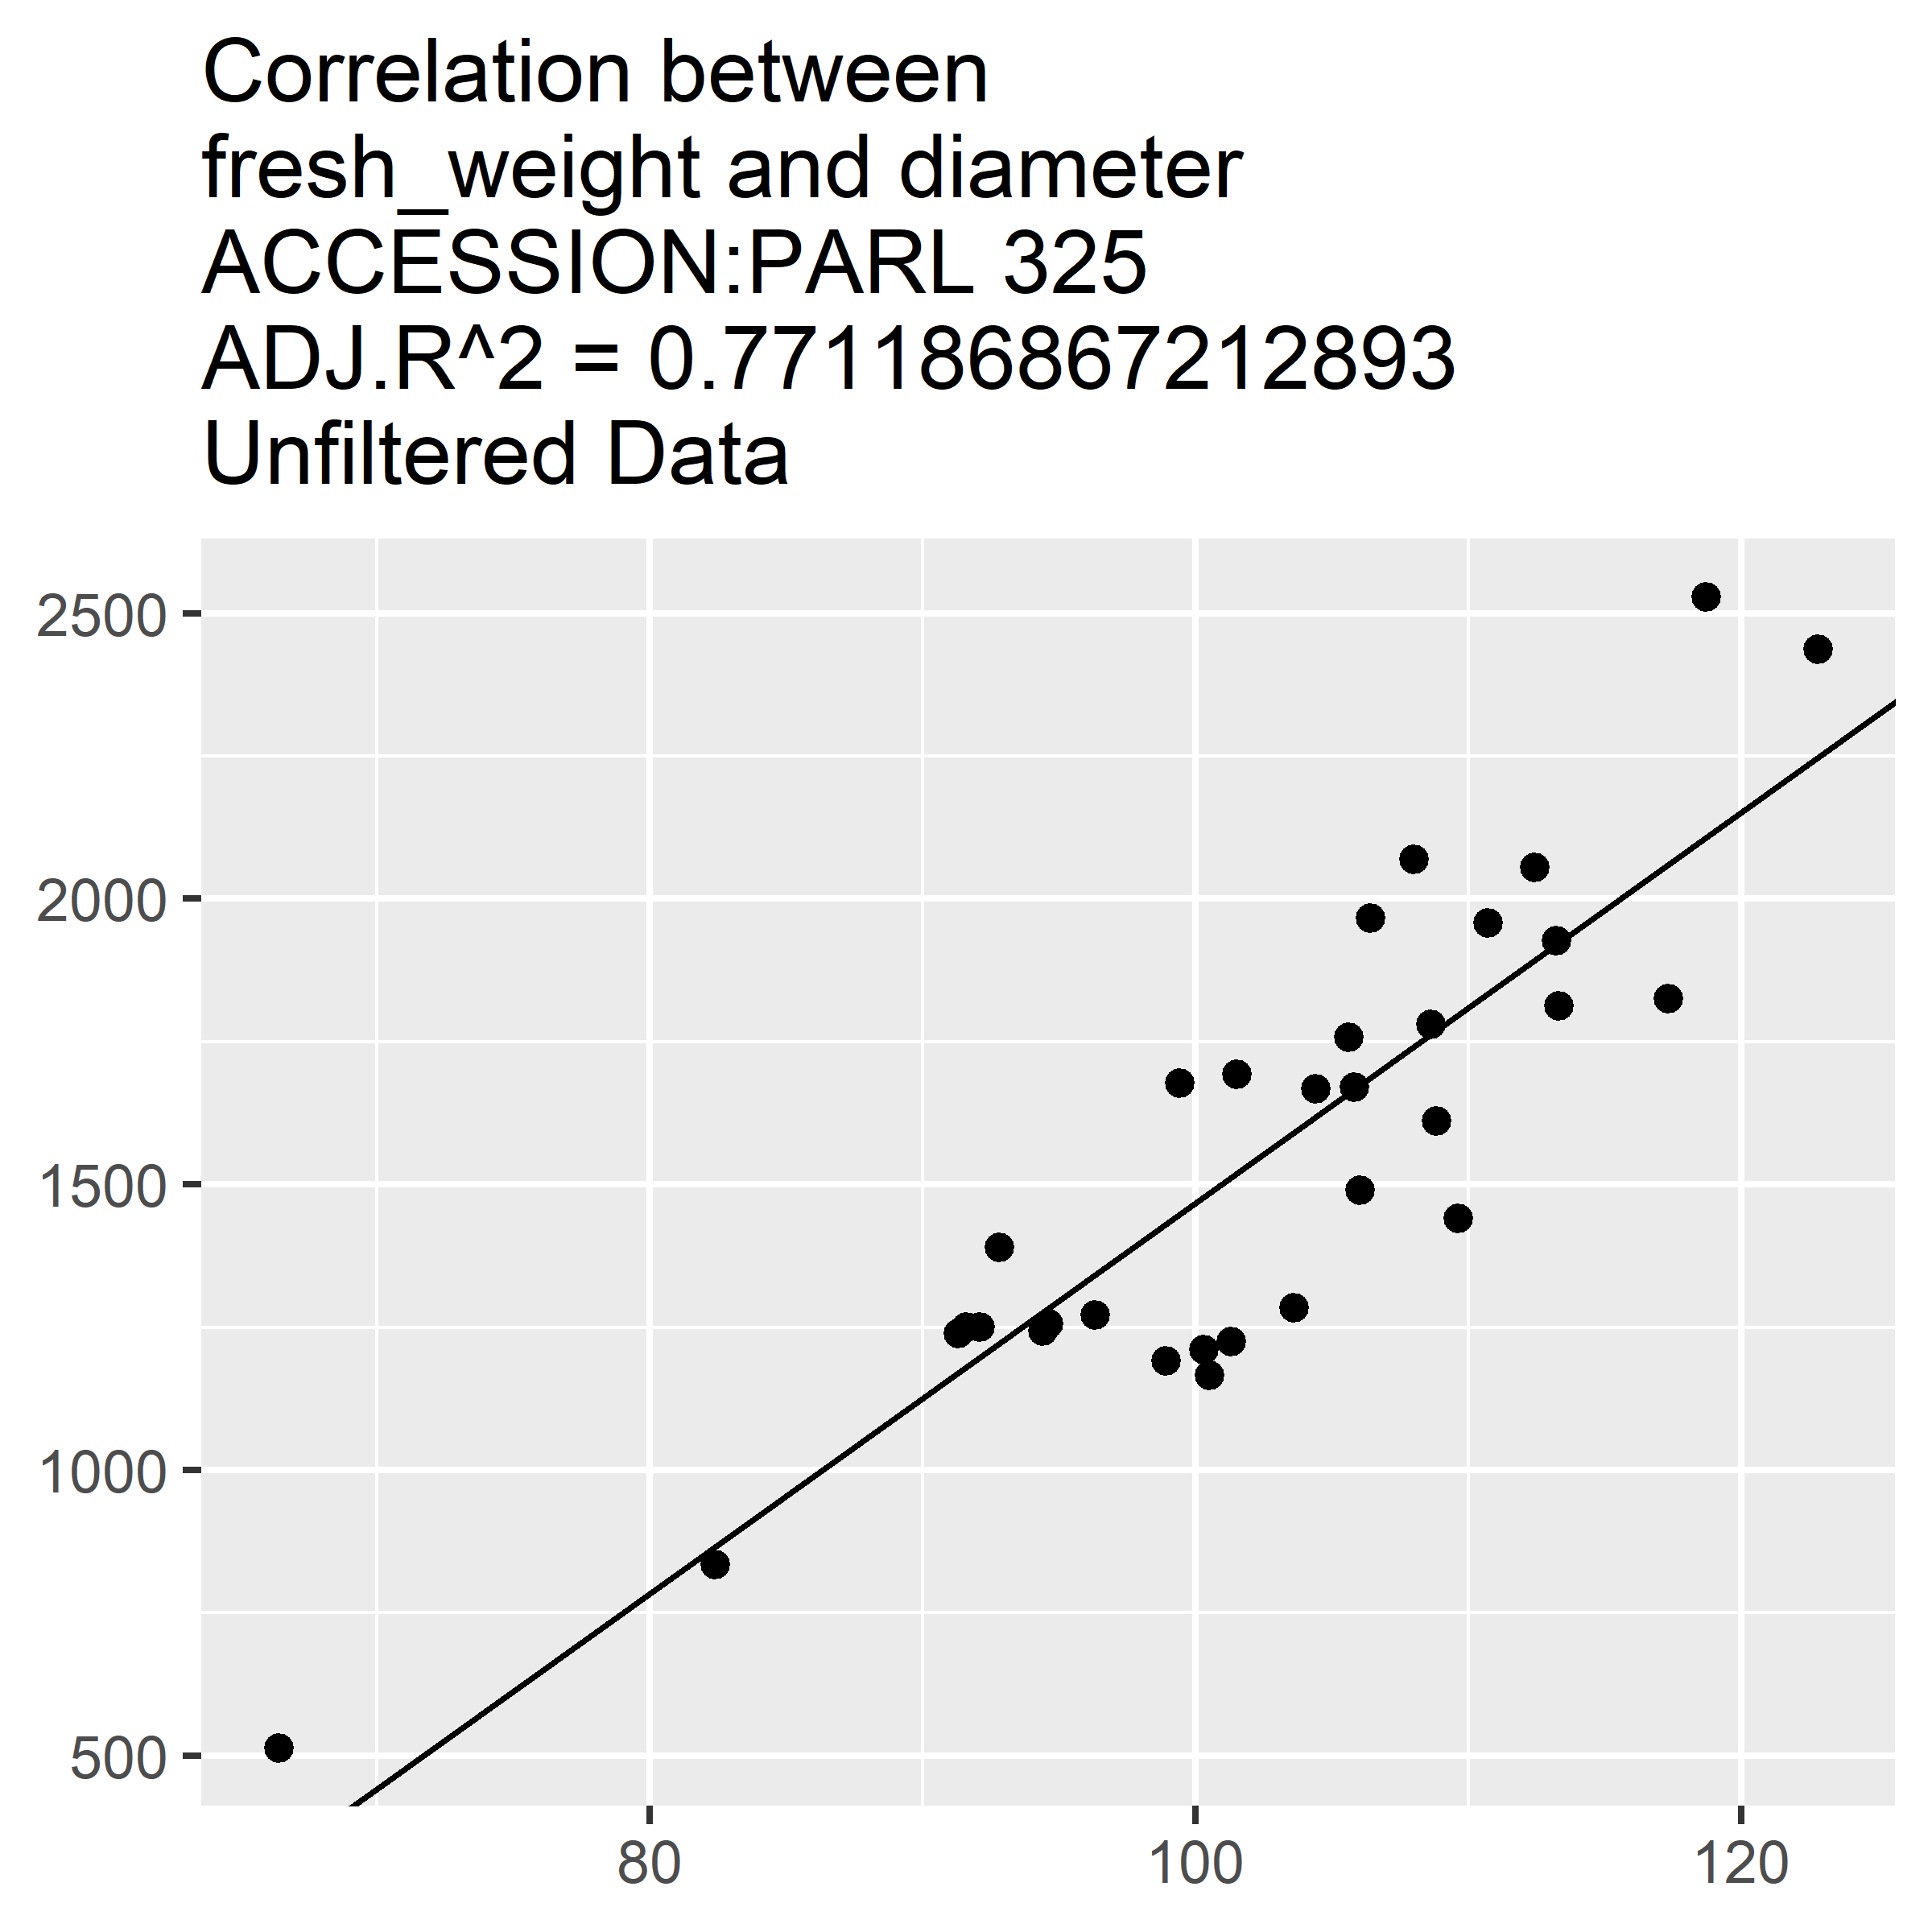 Correlation between
fresh_weight and diameter
ACCESSION:PARL 325
ADJ.R^2 = 0.771186867212893
Unfiltered Data
2500
2000
1500
1000
500
80
100
120